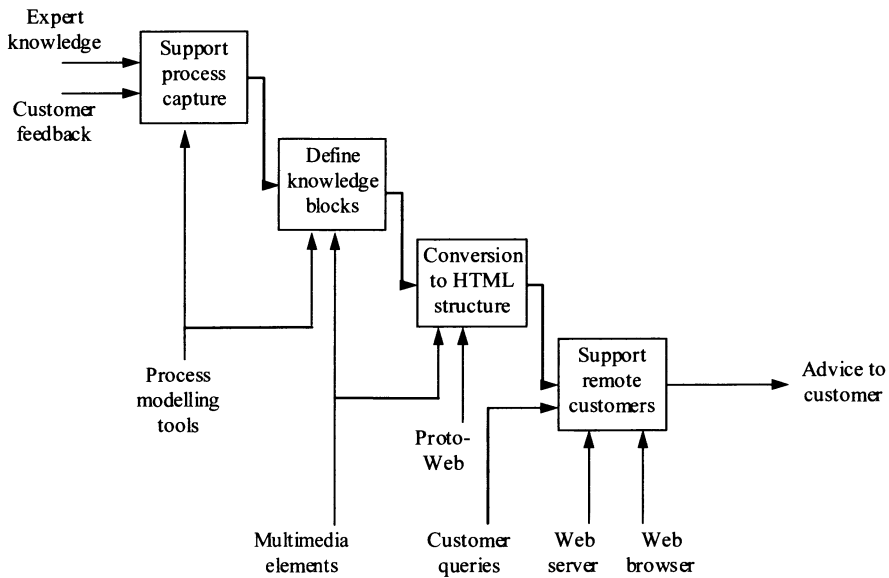 Expert
knowledge
Customer
feedback
Support
process
capture
Define
knowledge
blocks
Conversion
to HTML
structure
Support
remote
customers
Advice to
customer
Process
modelling
tools
Proto-
Web
Multimedia
elements
Customer
queries
Web
server
Web
browser